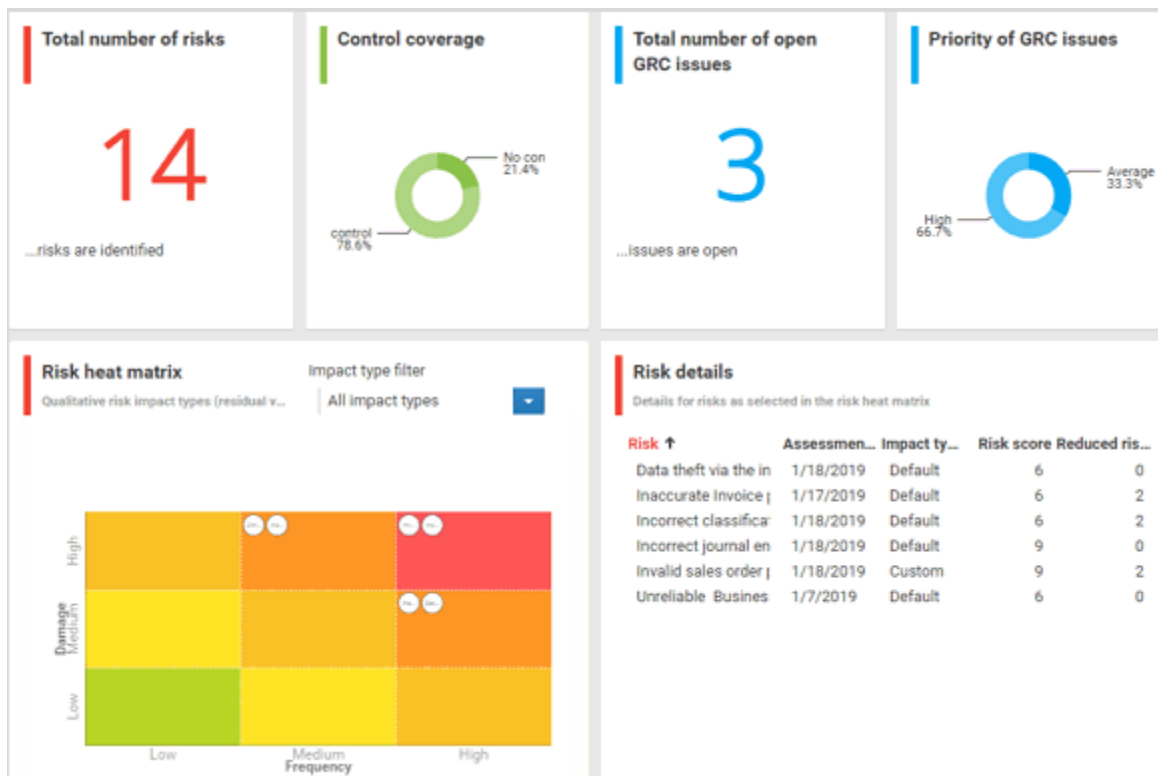 Total number of risks
14
...risks are identified
Control coverage
No con
21.4%
control
78.6%
Total number of open
GRC issues
3
...issues are open
Priority of GRC issues
Average
33.3%
High
66.7%
Risk heat matrix
Qualitative risk impact types (residual v...
Impact type filter
All impact types
High
Medium
Low
Damage
Low
Medium
High
Frequency
Risk details
Details for risks as selected in the risk heat matrix
Risk ↑ Assessmen... Impact ty... Risk score Reduced ris...
Data theft via the in 1/18/2019 Default 6 0
Inaccurate Invoice p 1/17/2019 Default 6 2
Incorrect classifica 1/18/2019 Default 6 2
Incorrect journal en 1/18/2019 Default 9 0
Invalid sales order p 1/18/2019 Custom 9 2
Unreliable Busines 1/7/2019 Default 6 0